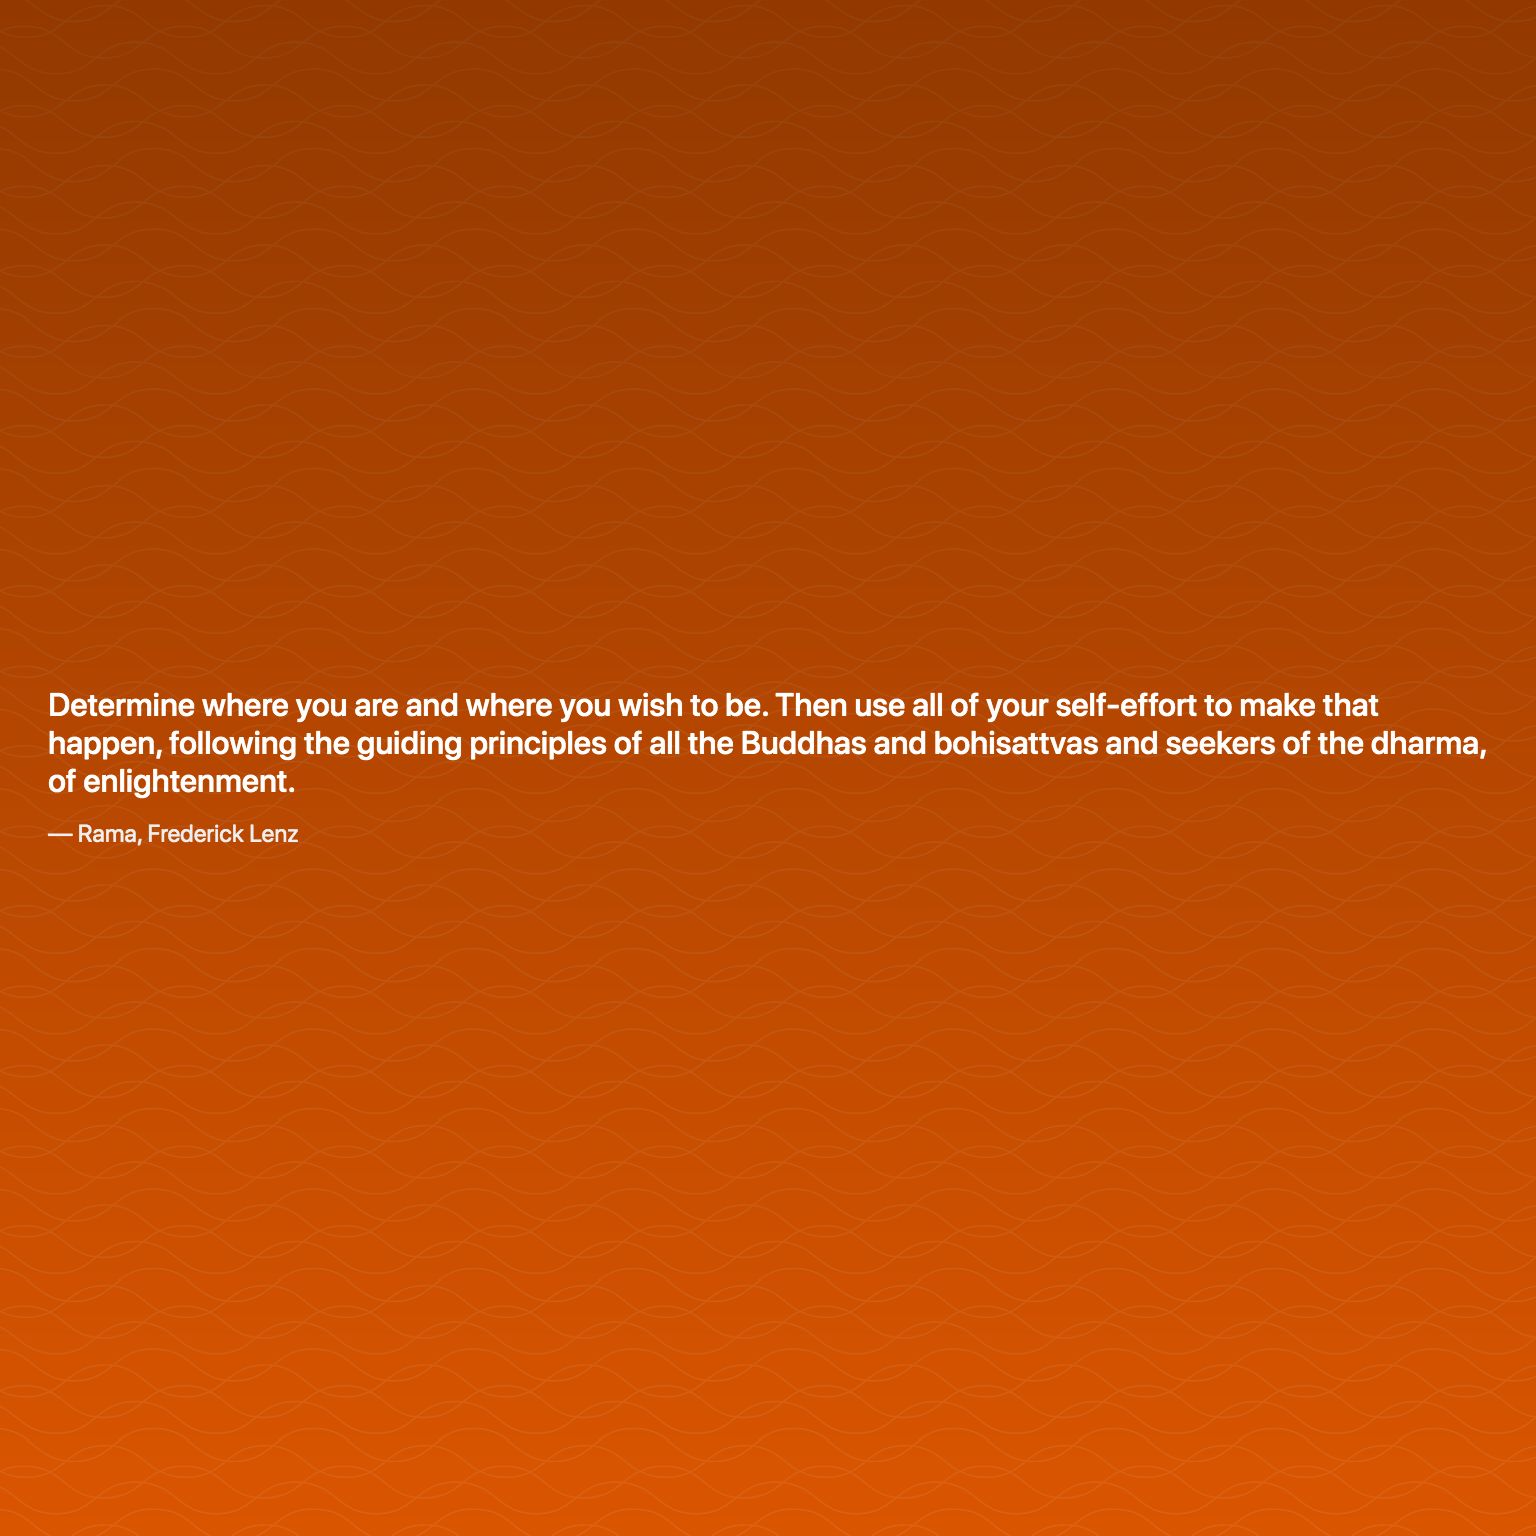 Determine where you are and where you wish to be. Then use all of your self-effort to make that
happen, following the guiding principles of all the Buddhas and bohisattvas and seekers of the dharma,
of enlightenment.
— Rama, Frederick Lenz